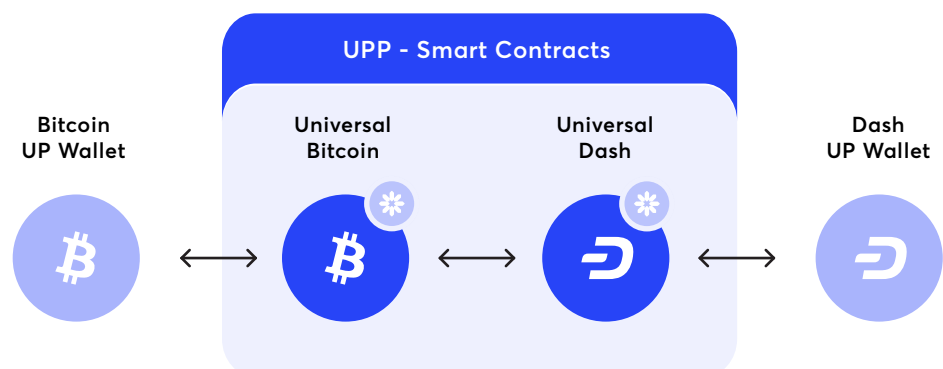 UPP - Smart Contracts
Bitcoin
UP Wallet
Universal
Bitcoin
Universal
Dash
Dash
UP Wallet